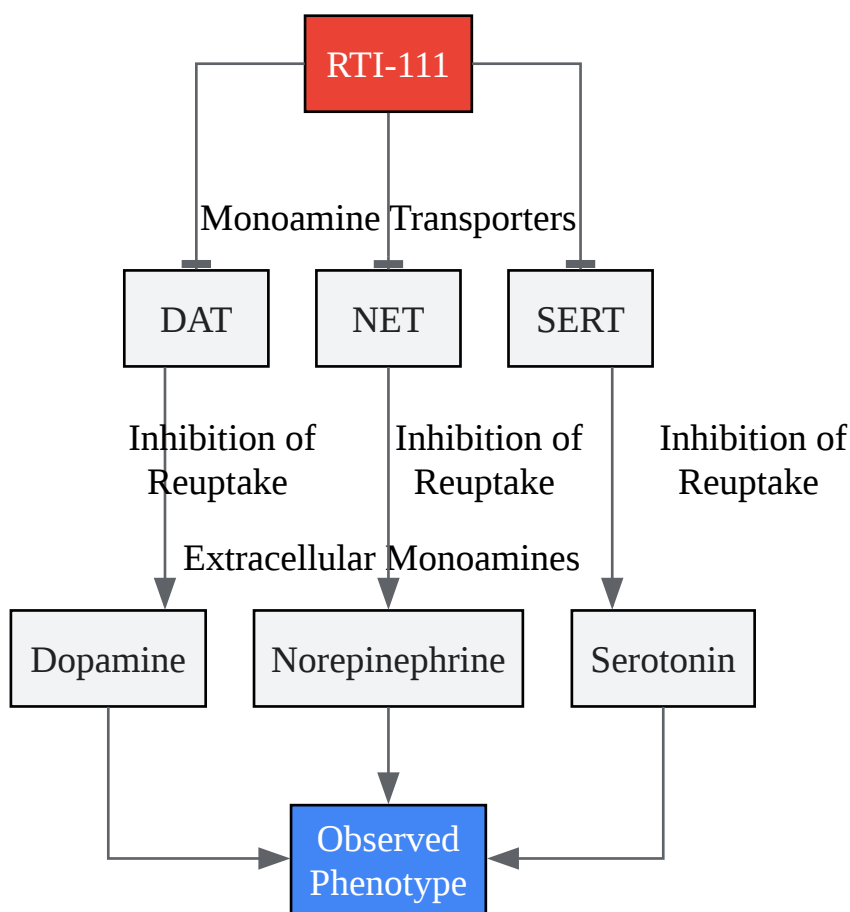 RTI-111
Monoamine Transporters
DAT
NET
SERT
Inhibition of
Reuptake
Inhibition of
Reuptake
Inhibition of
Reuptake
Extracellular Monoamines
Dopamine
Norepinephrine
Serotonin
Observed
Phenotype